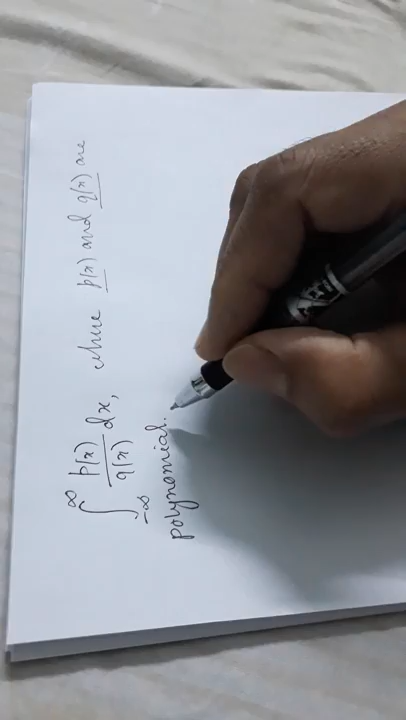 ∫_{-∞}^{∞} p(x)/q(x) dx, where p(x) and q(x) are
polynomial.